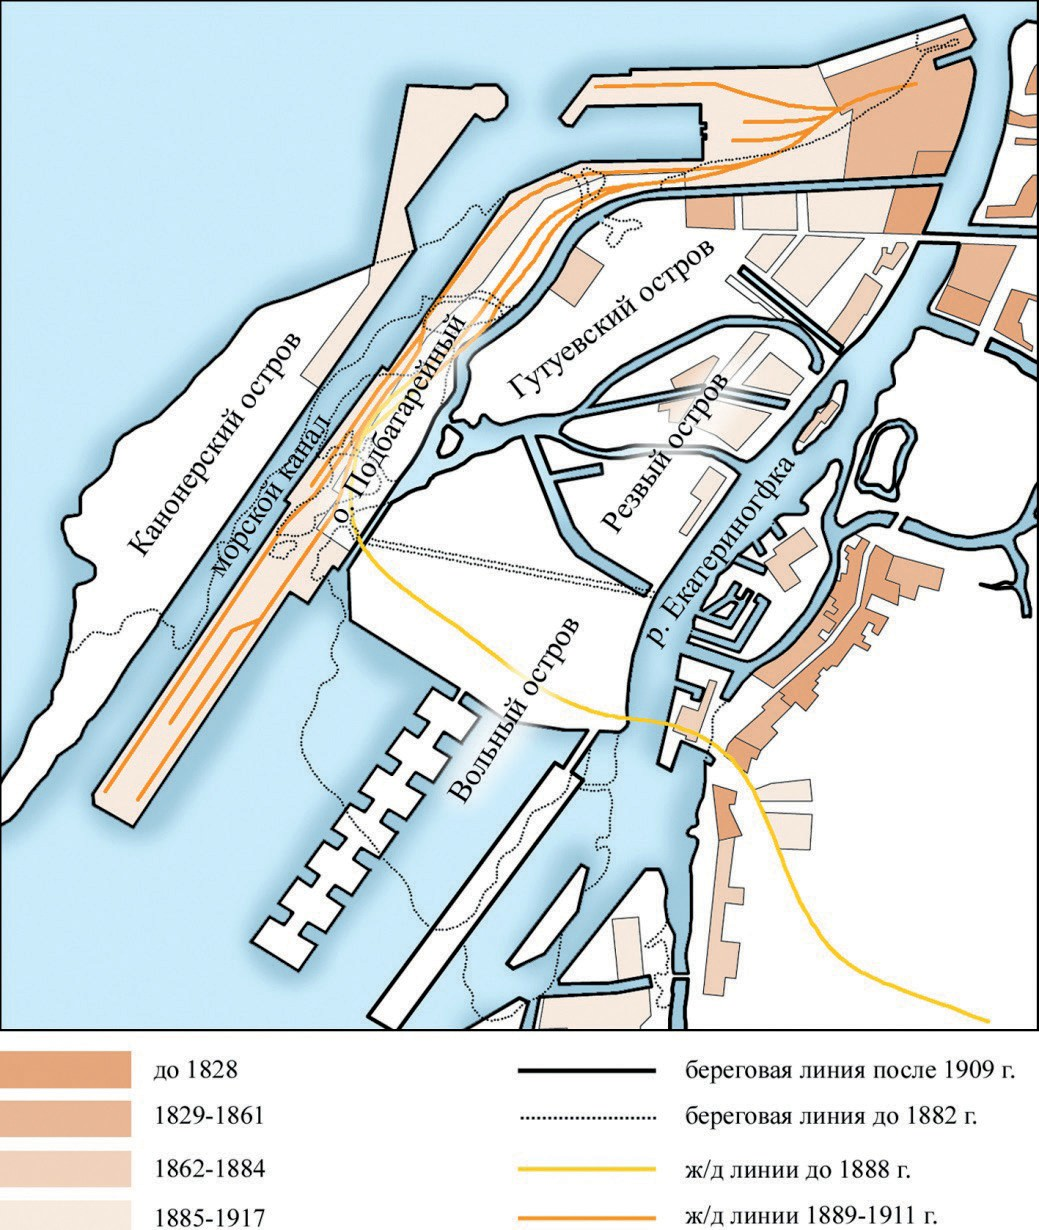 Канонерский остров
морской канал
о. Подбатарейный
Гутуевский остров
Резвый остров
р. Екатериногфка
Вольный остров
до 1828
1829-1861
1862-1884
1885-1917
береговая линия после 1909 г.
береговая линия до 1882 г.
ж/д линии до 1888 г.
ж/д линии 1889-1911 г.